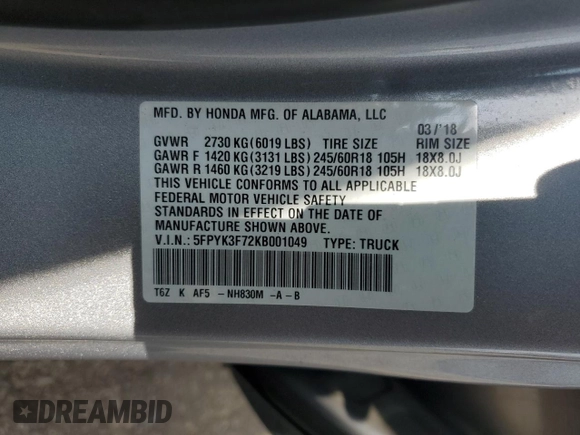 MFD. BY HONDA MFG. OF ALABAMA, LLC
03/'18
GVWR 2730 KG(6019 LBS) TIRE SIZE RIM SIZE
GAWR F 1420 KG(3131 LBS) 245/60R18 105H 18X8.0J
GAWR R 1460 KG(3219 LBS) 245/60R18 105H 18X8.0J
THIS VEHICLE CONFORMS TO ALL APPLICABLE
FEDERAL MOTOR VEHICLE SAFETY
STANDARDS IN EFFECT ON THE DATE OF
MANUFACTURE SHOWN ABOVE.
V.I.N.: 5FPYK3F72KB001049 TYPE: TRUCK
T6Z K AF5 -NH830M -A-B
DREAMBID